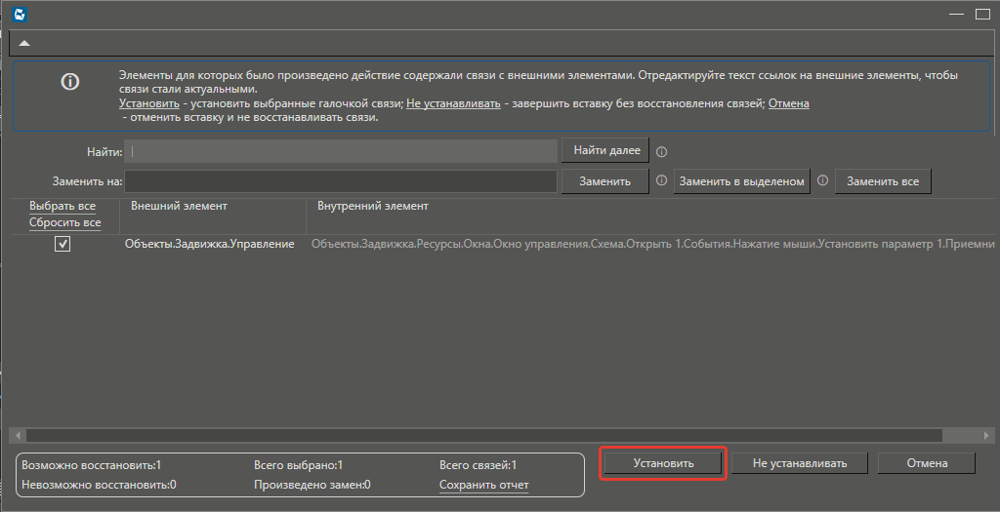 Элементы для которых было произведено действие содержали связи с внешними элементами. Отредактируйте текст ссылок на внешние элементы, чтобы
связи стали актуальными.
Установить - установить выбранные галочкой связи; Не устанавливать - завершить вставку без восстановления связей; Отмена
- отменить вставку и не восстанавливать связи.
Найти: Найти далее
Заменить на: Заменить Заменить в выделеном Заменить все
Выбрать все Внешний элемент Внутренний элемент
Сбросить все
Объекты.Задвижка.Управление Объекты.Задвижка.Ресурсы.Окна.Окно управления.Схема.Открыть 1.События.Нажатие мыши.Установить параметр 1.Приемни
Возможно восстановить:1 Всего выбрано:1 Всего связей:1 Установить Не устанавливать Отмена
Невозможно восстановить:0 Произведено замен:0 Сохранить отчет